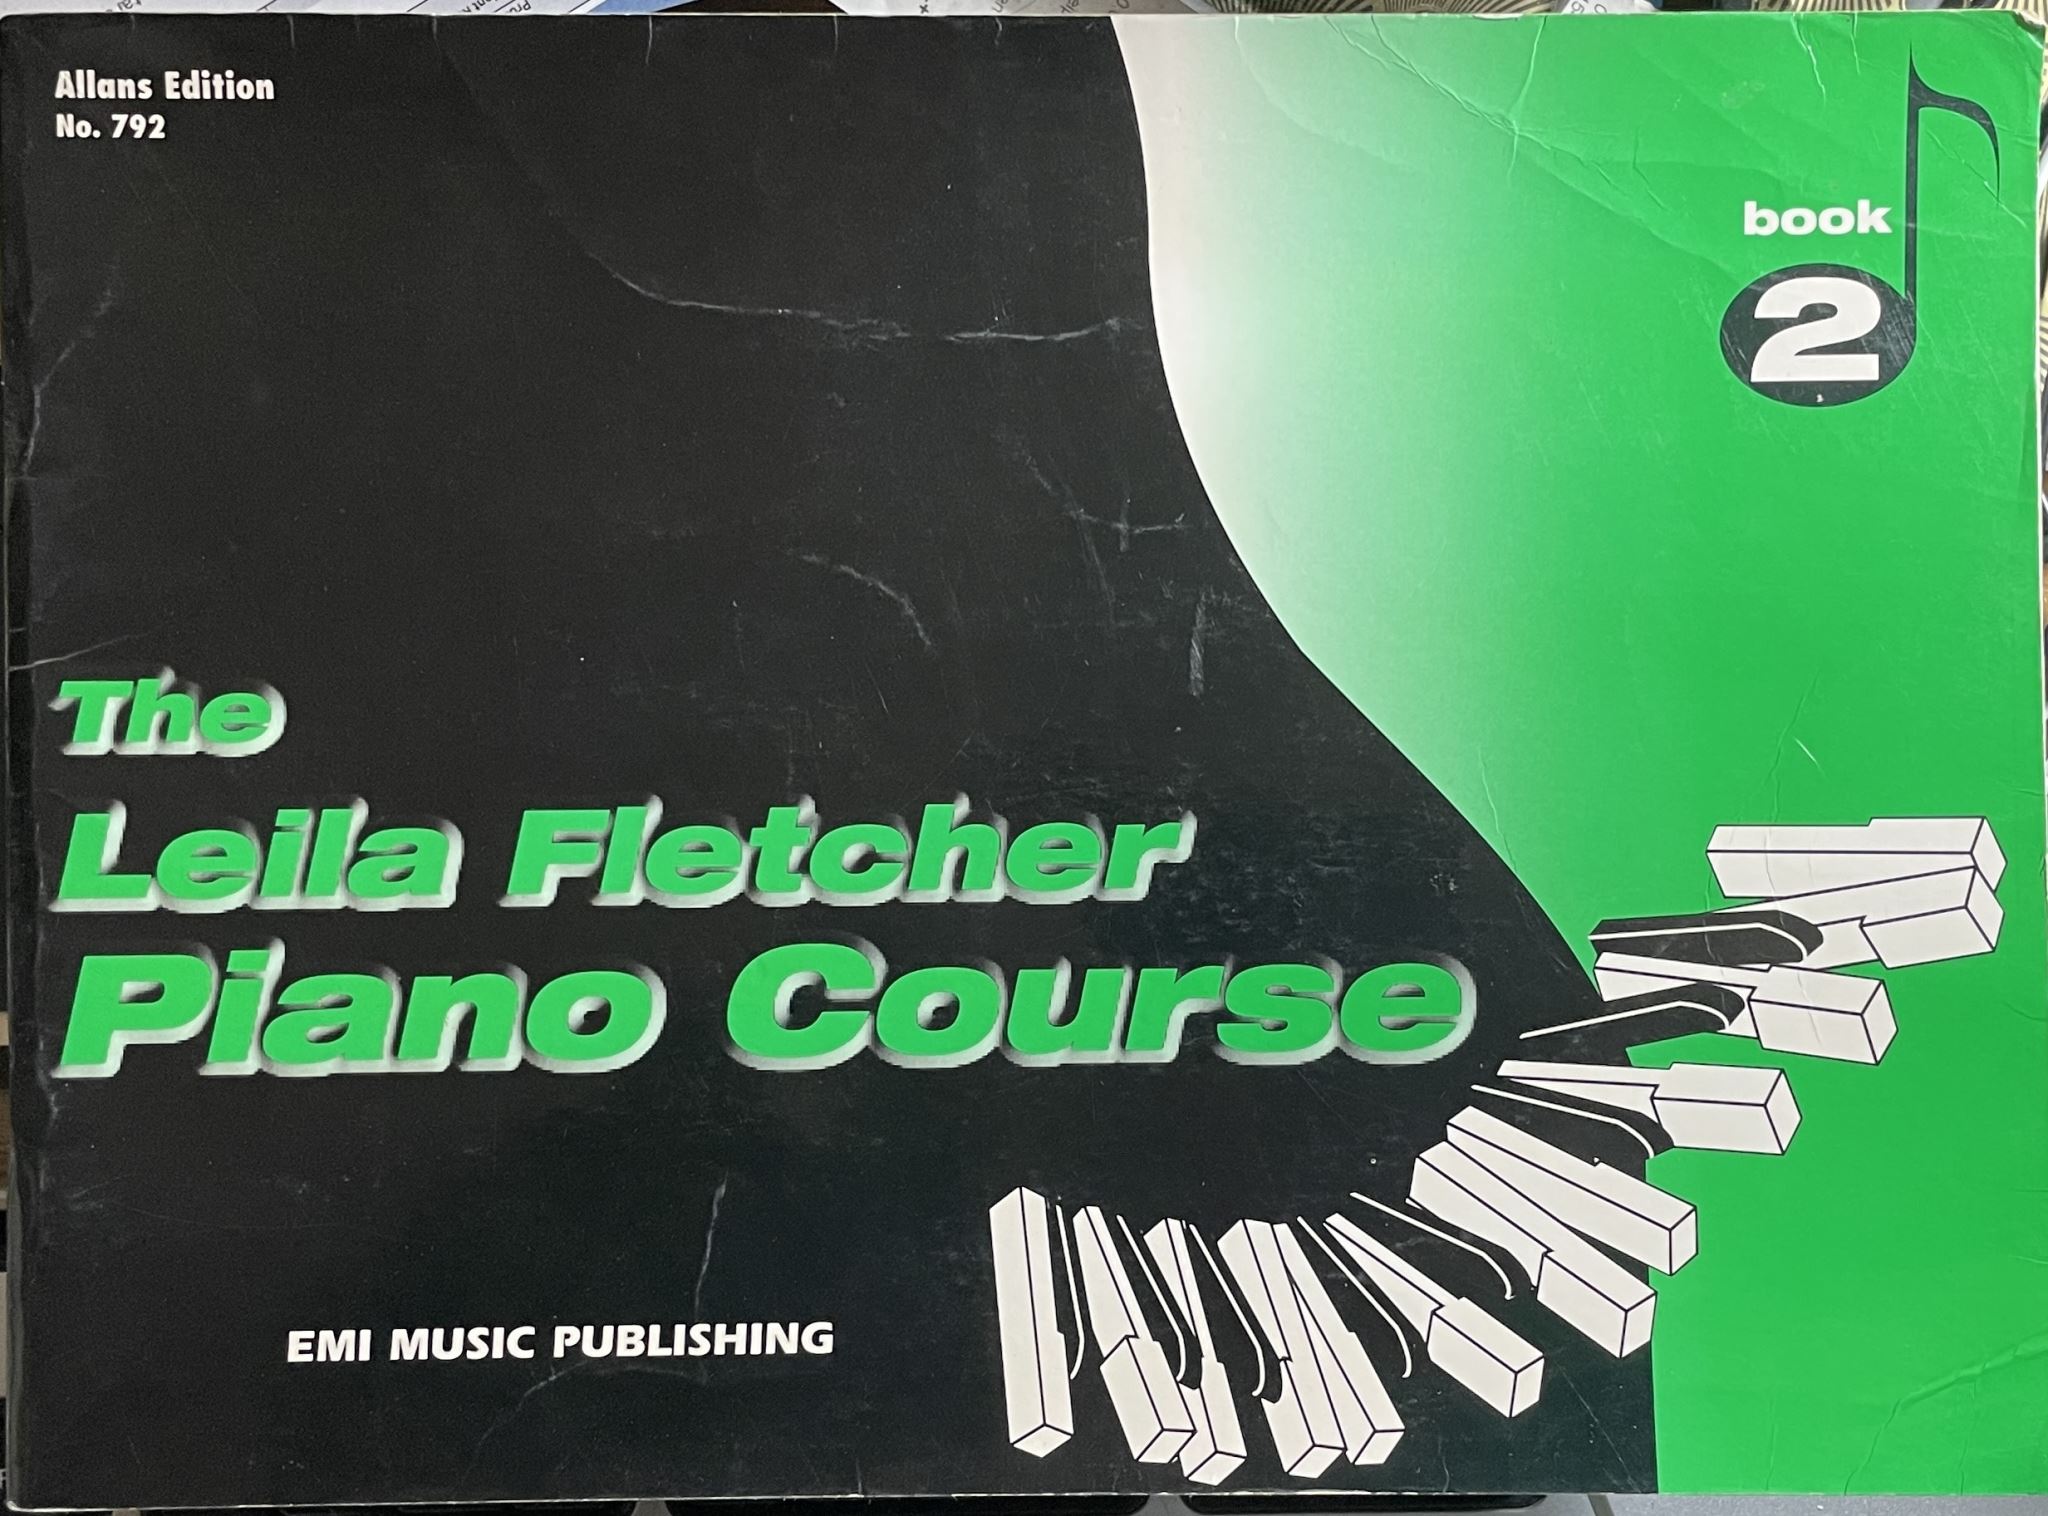 Allans Edition
No. 792
book
2
The
Leila Fletcher
Piano Course
EMI MUSIC PUBLISHING